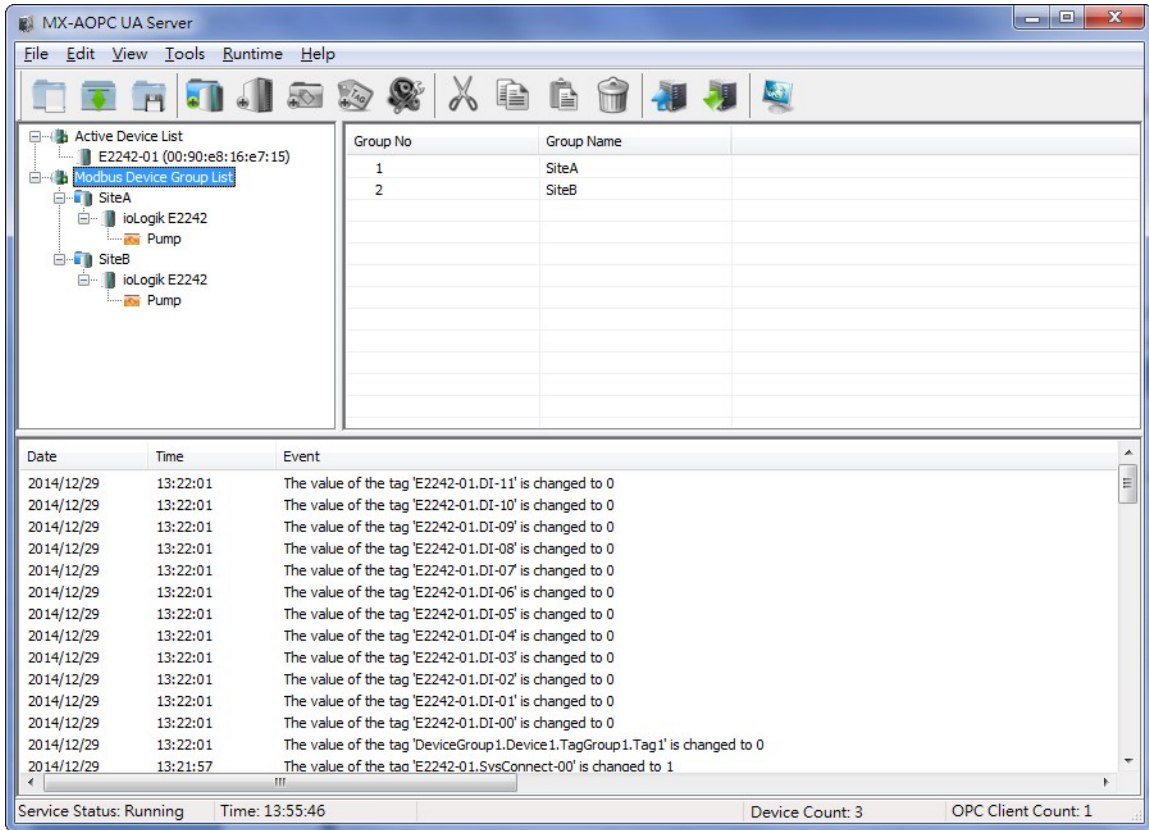 MX-AOPC UA Server
File Edit View Tools Runtime Help
TAG
Active Device List
E2242-01 (00:90:e8:16:e7:15)
Modbus Device Group List
SiteA
ioLogik E2242
Pump
SiteB
ioLogik E2242
Pump
Group No Group Name
1 SiteA
2 SiteB
Date Time Event
2014/12/29 13:22:01 The value of the tag 'E2242-01.DI-11' is changed to 0
2014/12/29 13:22:01 The value of the tag 'E2242-01.DI-10' is changed to 0
2014/12/29 13:22:01 The value of the tag 'E2242-01.DI-09' is changed to 0
2014/12/29 13:22:01 The value of the tag 'E2242-01.DI-08' is changed to 0
2014/12/29 13:22:01 The value of the tag 'E2242-01.DI-07' is changed to 0
2014/12/29 13:22:01 The value of the tag 'E2242-01.DI-06' is changed to 0
2014/12/29 13:22:01 The value of the tag 'E2242-01.DI-05' is changed to 0
2014/12/29 13:22:01 The value of the tag 'E2242-01.DI-04' is changed to 0
2014/12/29 13:22:01 The value of the tag 'E2242-01.DI-03' is changed to 0
2014/12/29 13:22:01 The value of the tag 'E2242-01.DI-02' is changed to 0
2014/12/29 13:22:01 The value of the tag 'E2242-01.DI-01' is changed to 0
2014/12/29 13:22:01 The value of the tag 'E2242-01.DI-00' is changed to 0
2014/12/29 13:22:01 The value of the tag 'DeviceGroup1.Device1.TagGroup1.Tag1' is changed to 0
2014/12/29 13:21:57 The value of the tag 'E2242-01.SysConnect-00' is changed to 1
Service Status: Running Time: 13:55:46 Device Count: 3 OPC Client Count: 1